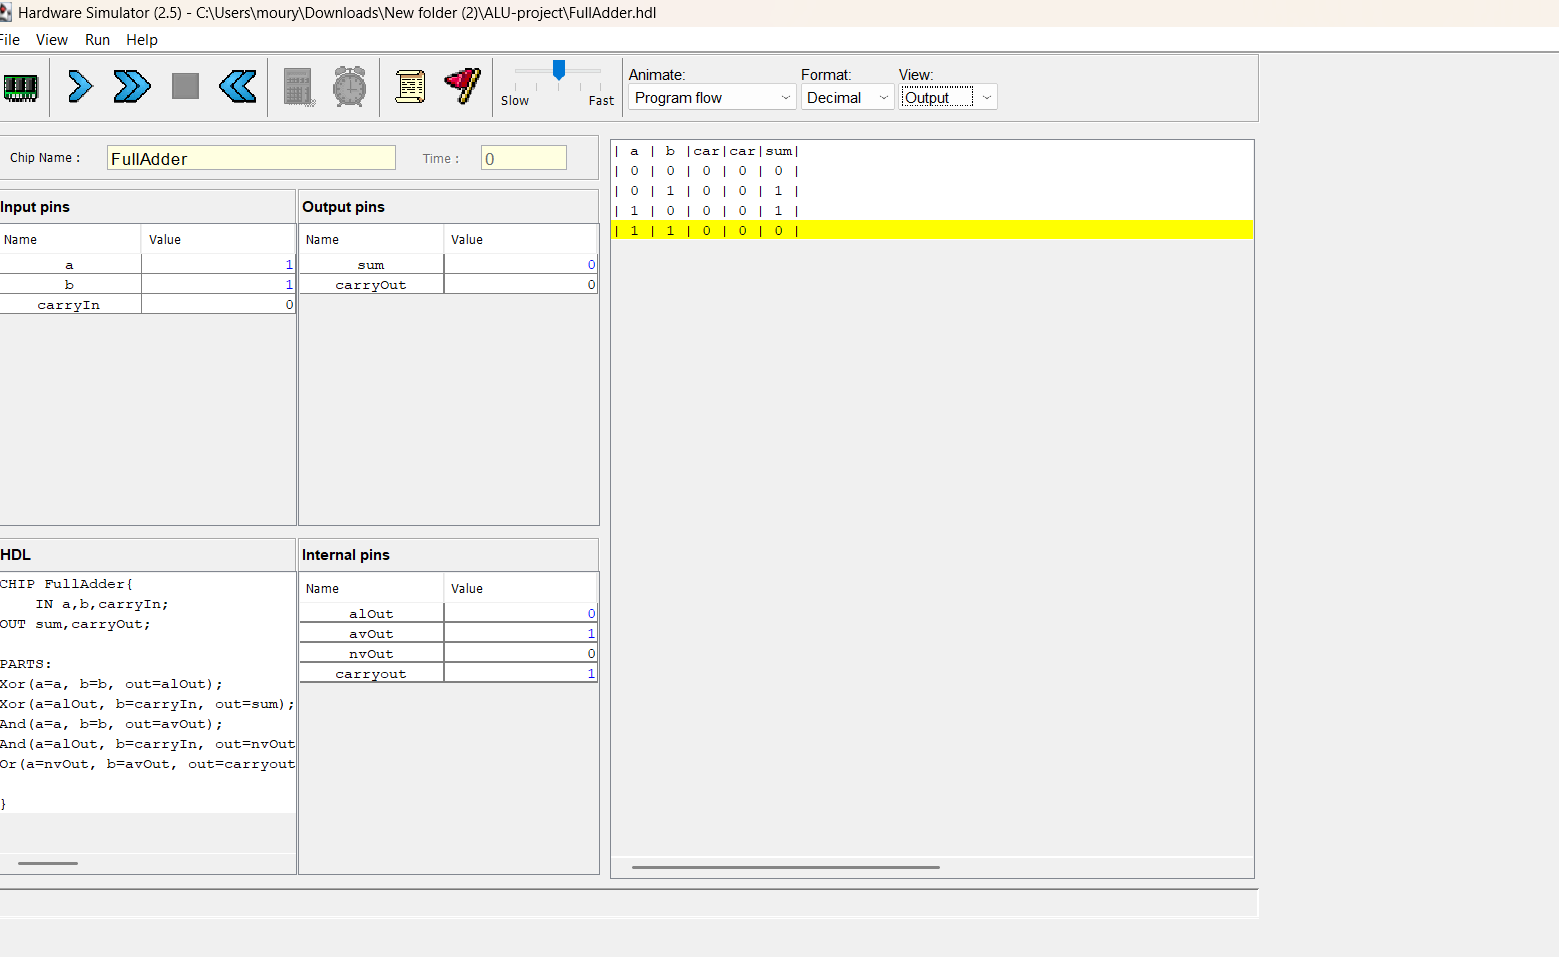 Hardware Simulator (2.5) - C:\Users\moury\Downloads\New folder (2)\ALU-project\FullAdder.hdl
File View Run Help
Slow Fast
Animate: Format: View:
Program flow Decimal Output
Chip Name : FullAdder Time : 0
Input pins
Name Value
a 1
b 1
carryIn 0
Output pins
Name Value
sum 0
carryOut 0
HDL
CHIP FullAdder{
IN a,b,carryIn;
OUT sum,carryOut;
PARTS:
Xor(a=a, b=b, out=alOut);
Xor(a=alOut, b=carryIn, out=sum);
And(a=a, b=b, out=avOut);
And(a=alOut, b=carryIn, out=nvOut
Or(a=nvOut, b=avOut, out=carryout
}
Internal pins
Name Value
alOut 0
avOut 1
nvOut 0
carryout 1
| a | b |car|car|sum|
| 0 | 0 | 0 | 0 | 0 |
| 0 | 1 | 0 | 0 | 1 |
| 1 | 0 | 0 | 0 | 1 |
| 1 | 1 | 0 | 0 | 0 |